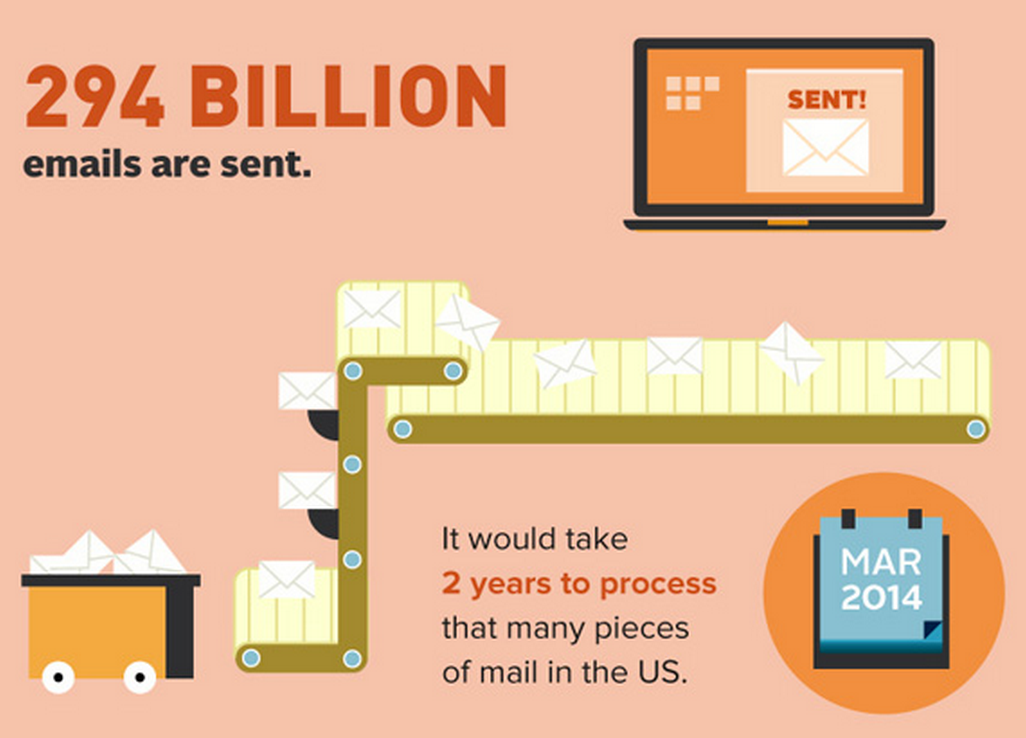 294 BILLION
emails are sent.
SENT!
It would take
2 years to process
that many pieces
of mail in the US.
MAR
2014